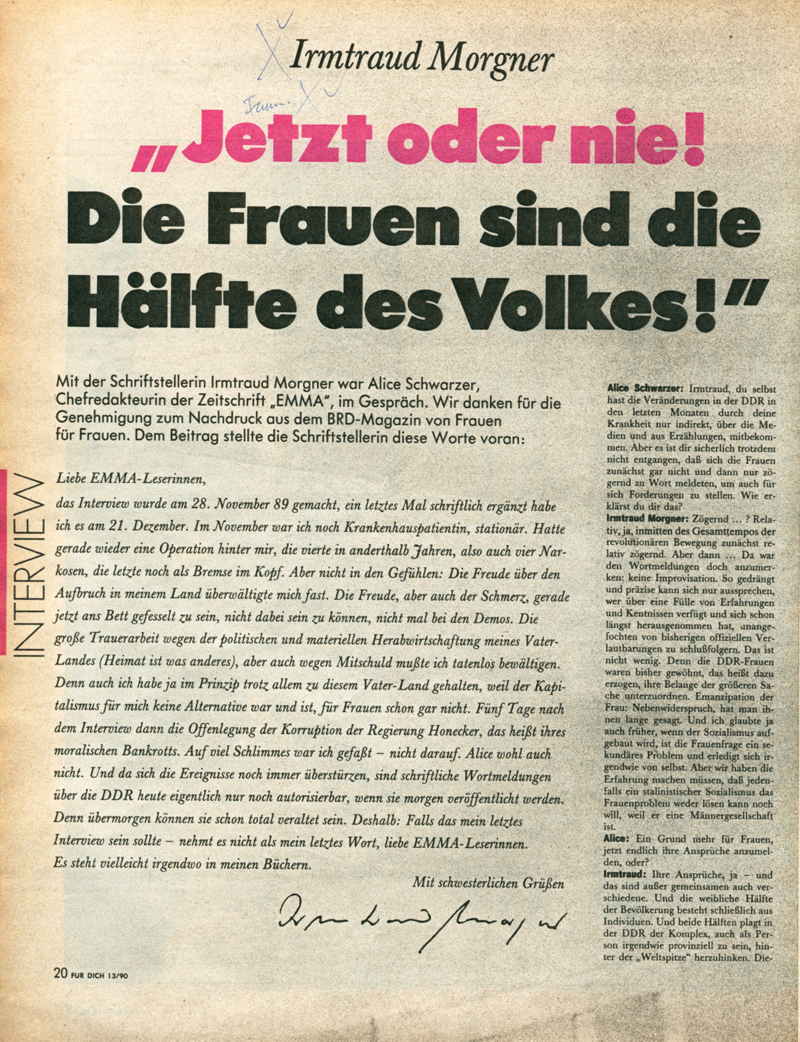 Irmtraud Morgner
„Jetzt oder nie!
Die Frauen sind die
Hälfte des Volkes!”
Mit der Schriftstellerin Irmtraud Morgner war Alice Schwarzer,
Chefredakteurin der Zeitschrift „EMMA“, im Gespräch. Wir danken für die
Genehmigung zum Nachdruck aus dem BRD-Magazin von Frauen
für Frauen. Dem Beitrag stellte die Schriftstellerin diese Worte voran:
INTERVIEW
Liebe EMMA-Leserinnen,
das Interview wurde am 28. November 89 gemacht, ein letztes Mal schriftlich ergänzt habe
ich es am 21. Dezember. Im November war ich noch Krankenhauspatientin, stationär. Hatte
gerade wieder eine Operation hinter mir, die vierte in anderthalb Jahren, also auch vier Nar-
kosen, die letzte noch als Bremse im Kopf. Aber nicht in den Gefühlen: Die Freude über den
Aufbruch in meinem Land überwältigte mich fast. Die Freude, aber auch der Schmerz, gerade
jetzt ans Bett gefesselt zu sein, nicht dabei sein zu können, nicht mal bei den Demos. Die
große Trauerarbeit wegen der politischen und materiellen Herabwirtschaftung meines Vater-
Landes (Heimat ist was anderes), aber auch wegen Mitschuld mußte ich tatenlos bewältigen.
Denn auch ich habe ja im Prinzip trotz allem zu diesem Vater-Land gehalten, weil der Kapi-
talismus für mich keine Alternative war und ist, für Frauen schon gar nicht. Fünf Tage nach
dem Interview dann die Offenlegung der Korruption der Regierung Honecker, das heißt ihres
moralischen Bankrotts. Auf viel Schlimmes war ich gefaßt – nicht darauf. Alice wohl auch
nicht. Und da sich die Ereignisse noch immer überstürzen, sind schriftliche Wortmeldungen
über die DDR heute eigentlich nur noch autorisierbar, wenn sie morgen veröffentlicht werden.
Denn übermorgen können sie schon total veraltet sein. Deshalb: Falls das mein letztes
Interview sein sollte – nehmt es nicht als mein letztes Wort, liebe EMMA-Leserinnen.
Es steht vielleicht irgendwo in meinen Büchern.
Mit schwesterlichen Grüßen
Irmtraud Morgner
20 FÜR DICH 13/90
Alice Schwarzer: Irmtraud, du selbst
hast die Veränderungen in der DDR in
den letzten Monaten durch deine
Krankheit nur indirekt, über die Me-
dien und aus Erzählungen, mitbekom-
men. Aber es ist dir sicherlich trotzdem
nicht entgangen, daß sich die Frauen
zunächst gar nicht und dann nur zö-
gernd zu Wort meldeten, um auch für
sich Forderungen zu stellen. Wie er-
klärst du dir das?
Irmtraud Morgner: Zögernd ... ? Rela-
tiv, ja, inmitten des Gesamttempos der
revolutionären Bewegung zunächst re-
lativ zögernd. Aber dann ... Da war
den Wortmeldungen doch anzumer-
ken: keine Improvisation. So gedrängt
und präzise kann sich nur aussprechen,
wer über eine Fülle von Erfahrungen
und Kentnissen verfügt und sich schon
längst herausgenommen hat, unange-
fochten von bisherigen offiziellen Ver-
lautbarungen zu schlußfolgern. Das ist
nicht wenig. Denn die DDR-Frauen
waren bisher gewöhnt, das heißt dazu
erzogen, ihre Belange der größeren Sa-
che unterzuordnen. Emanzipation der
Frau: Nebenwiderspruch, hat man ih-
nen lange gesagt. Und ich glaubte ja
auch früher, wenn der Sozialismus auf-
gebaut wird, ist die Frauenfrage ein se-
kundäres Problem und erledigt sich ir-
gendwie von selbst. Aber wir haben die
Erfahrung machen müssen, daß jeden-
falls ein stalinistischer Sozialismus das
Frauenproblem weder lösen kann noch
will, weil er eine Männergesellschaft
ist.
Alice: Ein Grund mehr für Frauen,
jetzt endlich ihre Ansprüche anzumel-
den, oder?
Irmtraud: Ihre Ansprüche, ja – und
das sind außer gemeinsamen auch ver-
schiedene. Und die weibliche Hälfte
der Bevölkerung besteht schließlich aus
Individuen. Und beide Hälften plagt in
der DDR der Komplex, auch als Per-
son irgendwie provinziell zu sein, hin-
ter der „Weltspitze“ herzuhinken. Die-